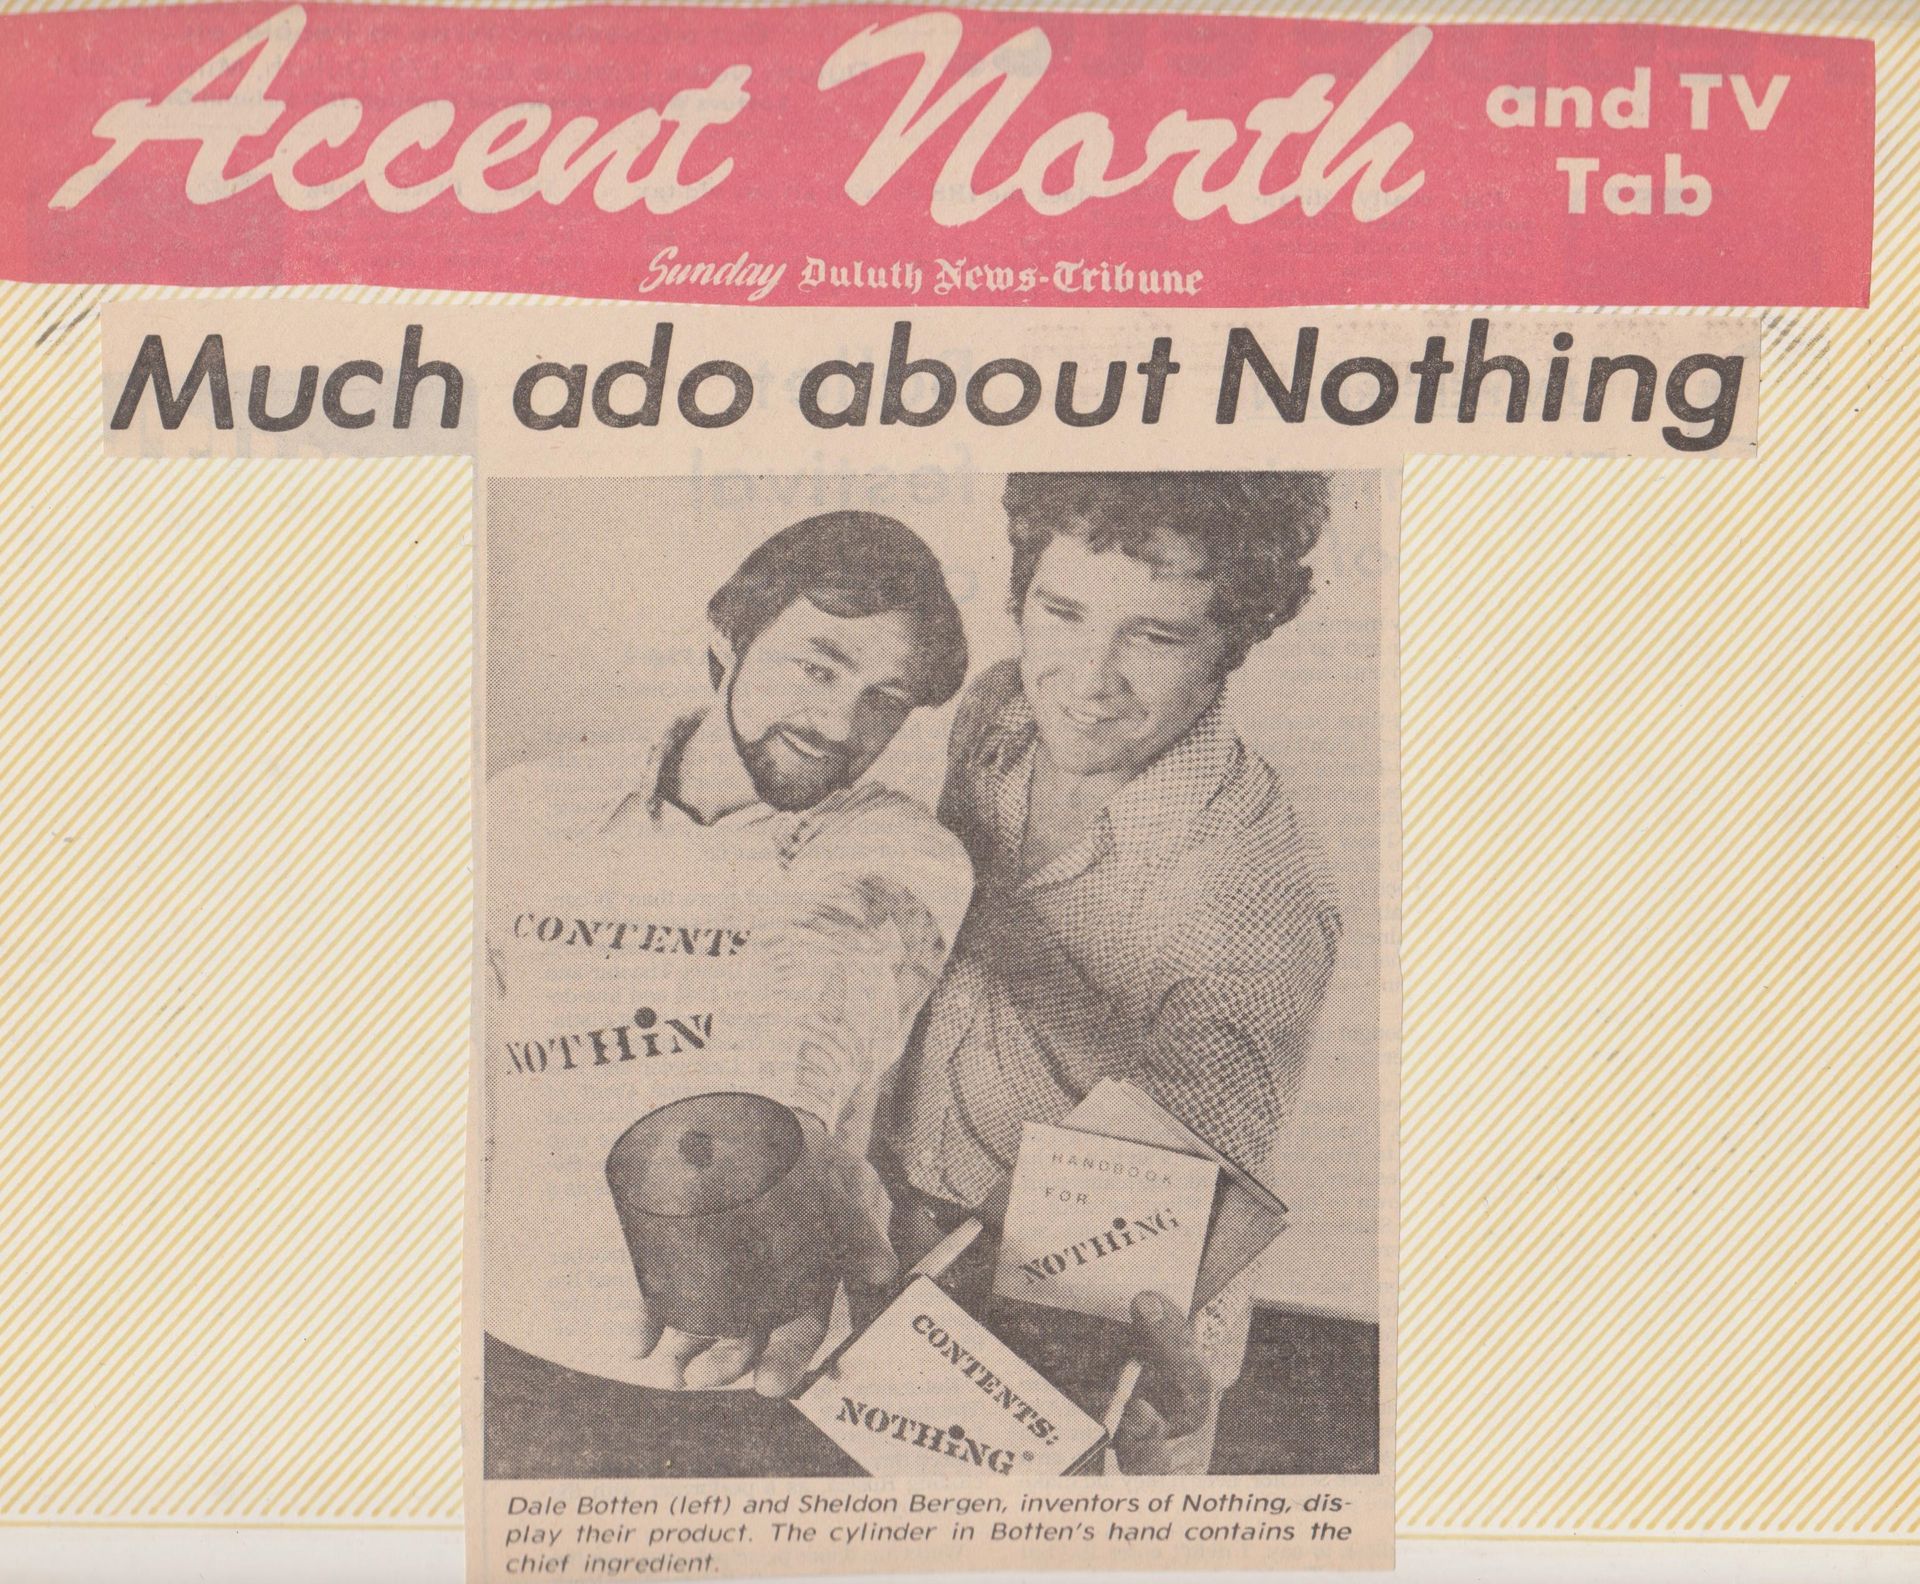 Accent North and TV
Tab
Sunday Duluth News-Tribune
Much ado about Nothing
CONTENTS
NOTHiN
HANDBOOK
FOR
NOTHiNG
CONTENTS:
NOTHiNG®
Dale Botten (left) and Sheldon Bergen, inventors of Nothing, dis-
play their product. The cylinder in Botten's hand contains the
chief ingredient.